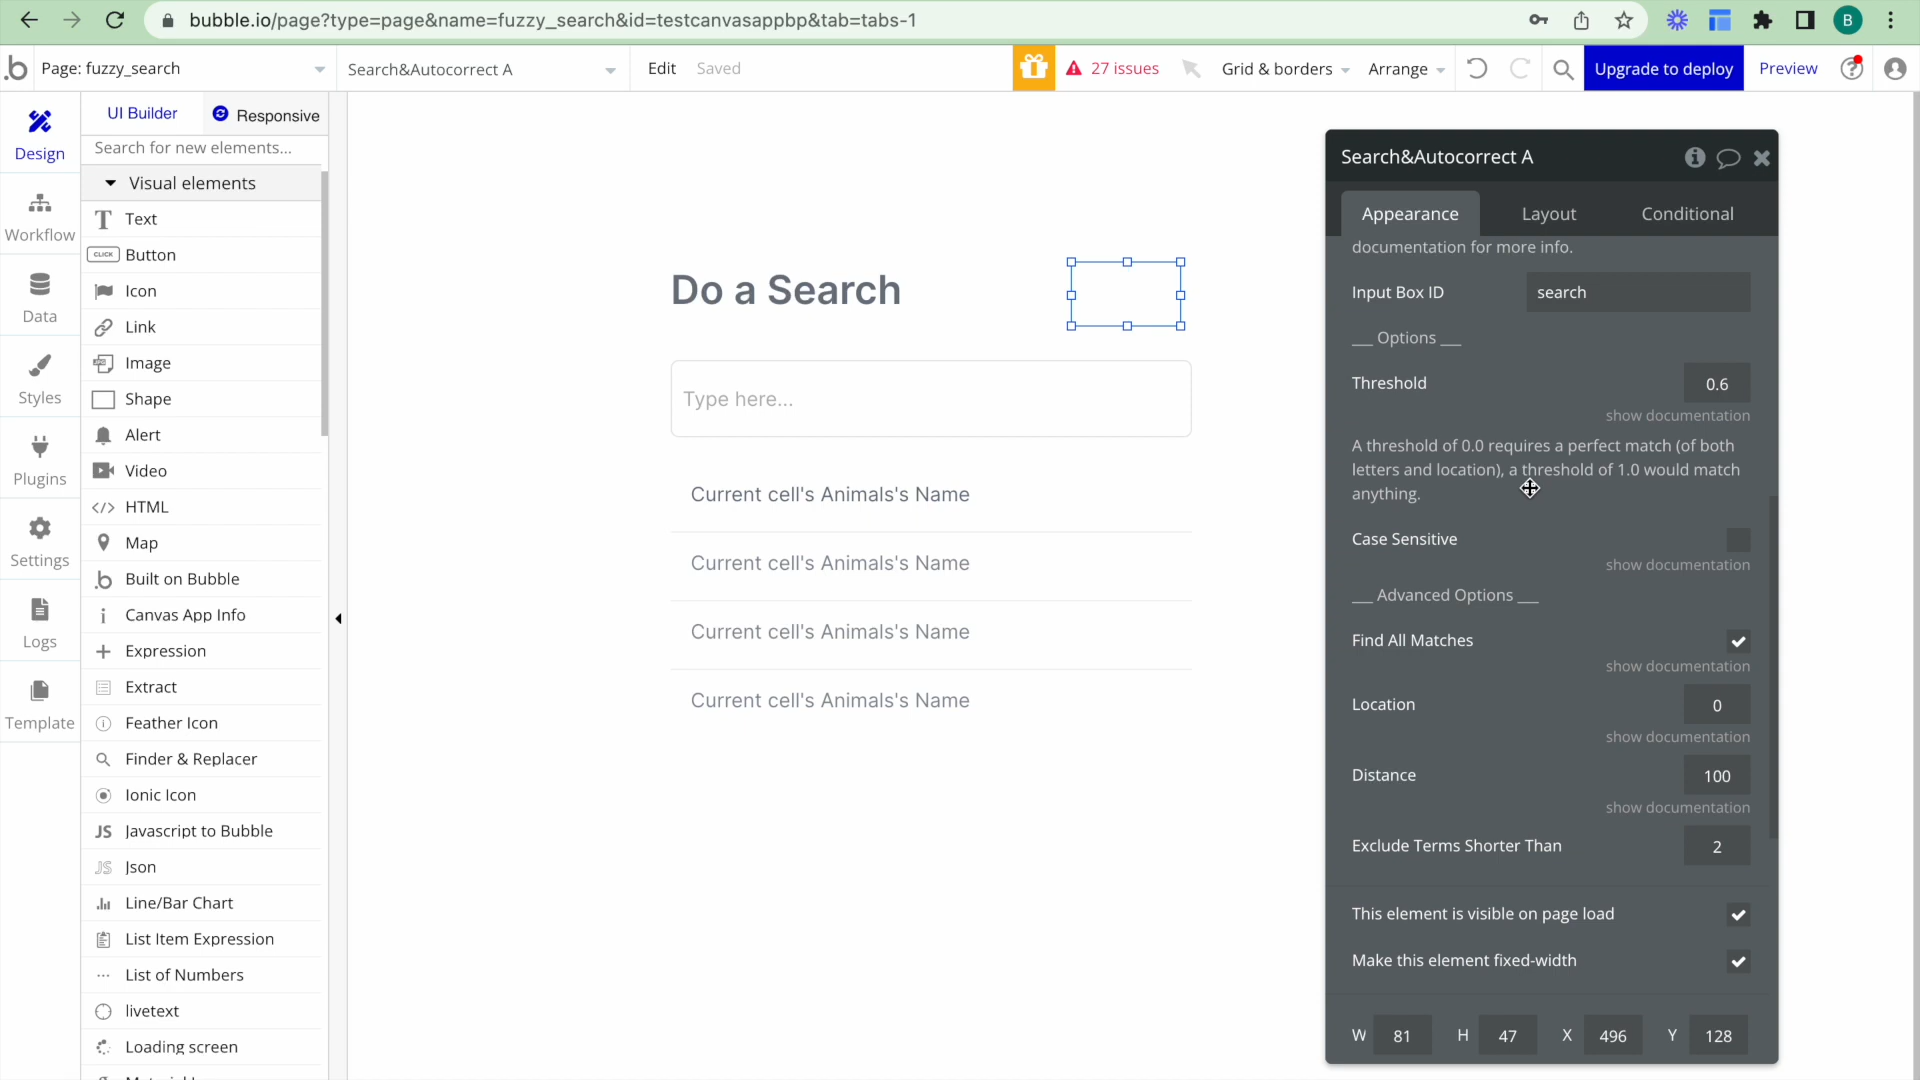 bubble.io/page?type=page&name=fuzzy_search&id=testcanvasappbp&tab=tabs-1
B
Page: fuzzy_search
Search&Autocorrect A
Edit
Saved
27 issues
Grid & borders
Arrange
Upgrade to deploy
Preview
Design
Workflow
Data
Styles
Plugins
Settings
Logs
Template
UI Builder
Responsive
Search for new elements...
Visual elements
Text
CLICK Button
Icon
Link
Image
Shape
Alert
Video
</> HTML
Map
Built on Bubble
Canvas App Info
Expression
Extract
Feather Icon
Finder & Replacer
Ionic Icon
JS Javascript to Bubble
JS Json
Line/Bar Chart
List Item Expression
List of Numbers
livetext
Loading screen
Do a Search
Type here...
Current cell's Animals's Name
Current cell's Animals's Name
Current cell's Animals's Name
Current cell's Animals's Name
Search&Autocorrect A
Appearance
Layout
Conditional
documentation for more info.
Input Box ID search
___ Options ___
Threshold 0.6
show documentation
A threshold of 0.0 requires a perfect match (of both
letters and location), a threshold of 1.0 would match
anything.
Case Sensitive
show documentation
___ Advanced Options ___
Find All Matches
show documentation
Location 0
show documentation
Distance 100
show documentation
Exclude Terms Shorter Than 2
This element is visible on page load
Make this element fixed-width
W 81 H 47 X 496 Y 128